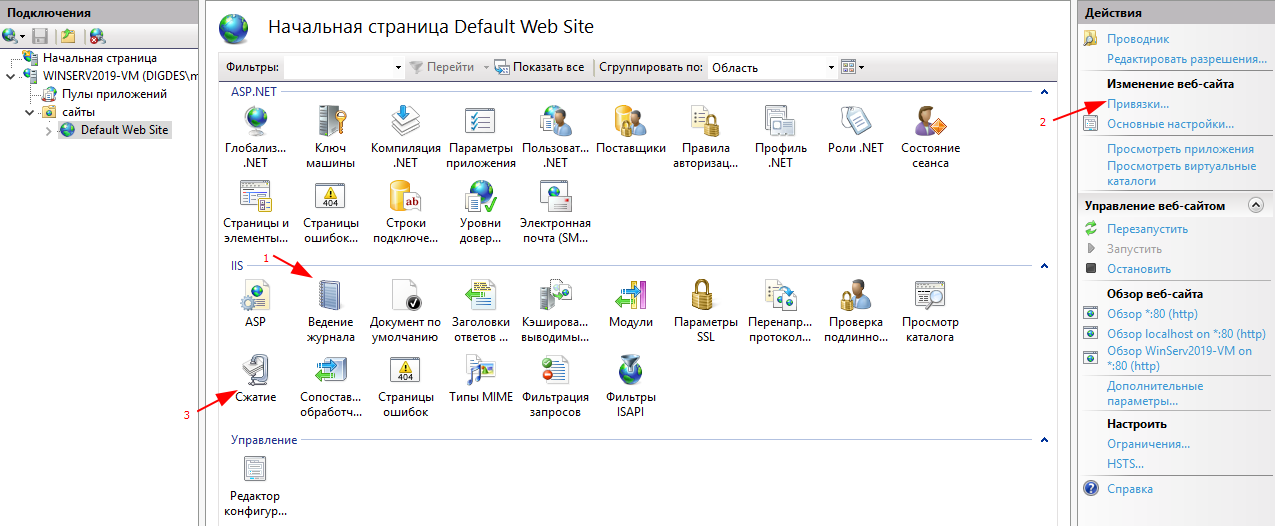 Подключения
Начальная страница
WINSERV2019-VM (DIGDES\m
Пулы приложений
сайты
Default Web Site
Начальная страница Default Web Site
Фильтры:
Перейти
Показать все
Сгруппировать по:
Область
ASP.NET
Глобализ...
.NET
Ключ
машины
Компиляция
.NET
Параметры
приложения
Пользоват...
.NET
Поставщики
Правила
авторизац...
Профиль
.NET
Роли .NET
Состояние
сеанса
Страницы и
элементы...
404
Страницы
ошибок...
ab
Строки
подключе...
Уровни
довер...
Электронная
почта (SM...
1
IIS
ASP
Ведение
журнала
Документ по
умолчанию
Заголовки
ответов ...
Кэширова...
выводимы...
Модули
Параметры
SSL
Перенапр...
протокол...
Проверка
подлинно...
Просмотр
каталога
3
Сжатие
Сопостав...
обработч...
404
Страницы
ошибок
Типы MIME
Фильтрация
запросов
Фильтры
ISAPI
Управление
Редактор
конфигур...
Действия
Проводник
Редактировать разрешения...
Изменение веб-сайта
2
Привязки...
Основные настройки...
Просмотреть приложения
Просмотреть виртуальные
каталоги
Управление веб-сайтом
Перезапустить
Запустить
Остановить
Обзор веб-сайта
Обзор *:80 (http)
Обзор localhost on *:80 (http)
Обзор WinServ2019-VM on
*:80 (http)
Дополнительные
параметры...
Настроить
Ограничения...
HSTS...
Справка